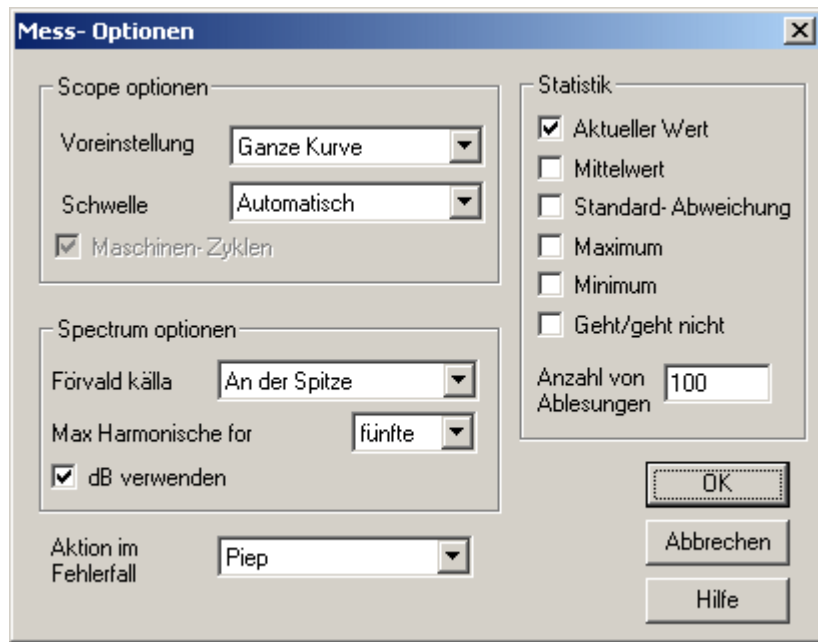 Mess- Optionen
Scope optionen
Voreinstellung
Ganze Kurve
Schwelle
Automatisch
Maschinen- Zyklen
Spectrum optionen
Förvald källa
An der Spitze
Max Harmonische for
fünfte
dB verwenden
Aktion im
Fehlerfall
Piep
Statistik
Aktueller Wert
Mittelwert
Standard- Abweichung
Maximum
Minimum
Geht/geht nicht
Anzahl von
Ablesungen
100
OK
Abbrechen
Hilfe